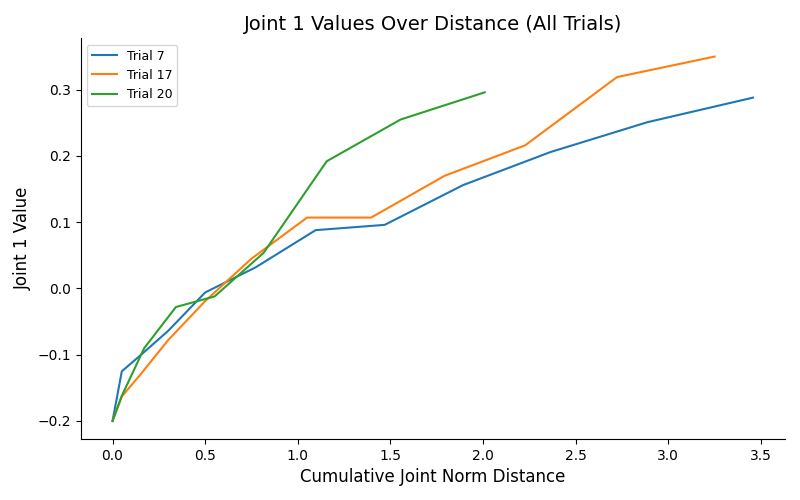 Joint 1 Values Over Distance (All Trials)
Trial 7
Trial 17
Trial 20
Joint 1 Value
0.3
0.2
0.1
0.0
−0.1
−0.2
0.0 0.5 1.0 1.5 2.0 2.5 3.0 3.5
Cumulative Joint Norm Distance